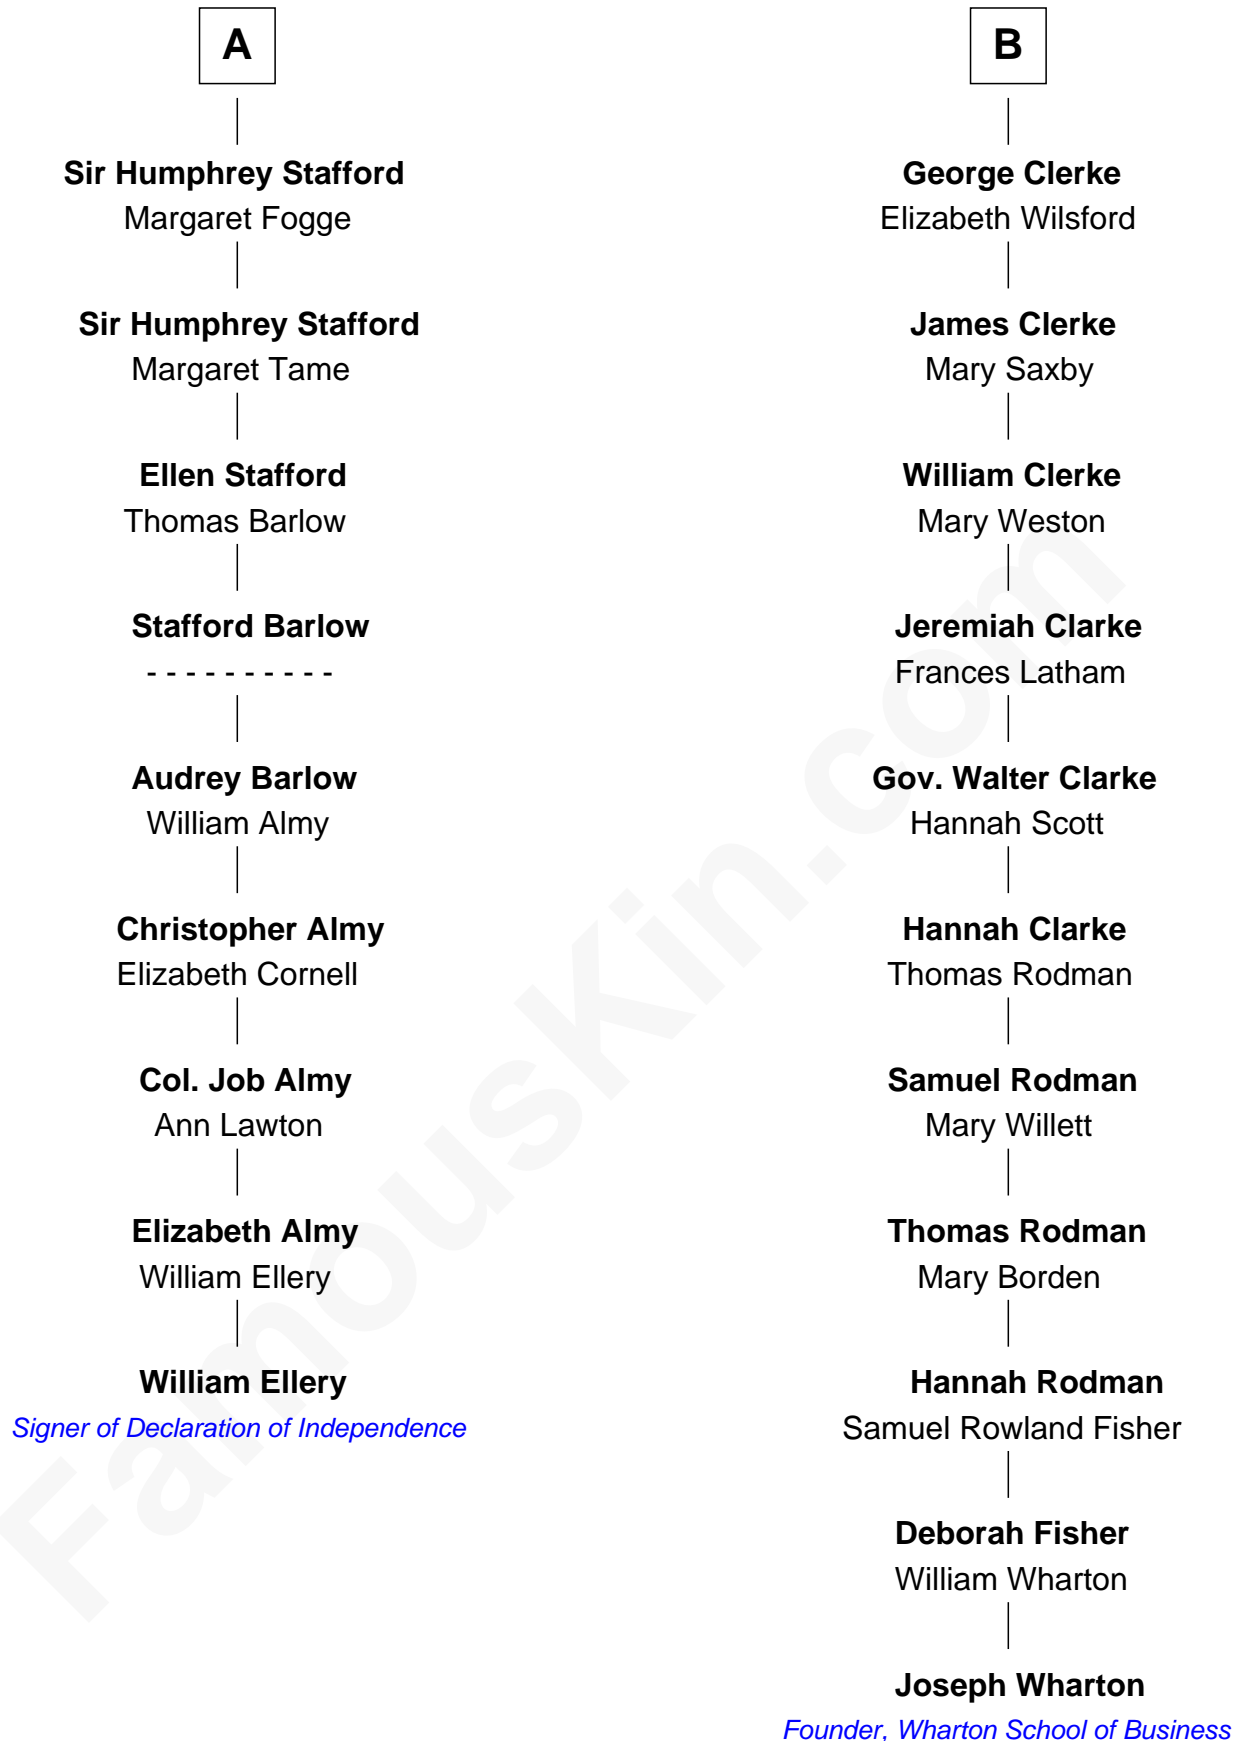 A
Sir Humphrey Stafford
Margaret Fogge
Sir Humphrey Stafford
Margaret Tame
Ellen Stafford
Thomas Barlow
Stafford Barlow
- - - - - - - - - -
Audrey Barlow
William Almy
Christopher Almy
Elizabeth Cornell
Col. Job Almy
Ann Lawton
Elizabeth Almy
William Ellery
William Ellery
Signer of Declaration of Independence
B
George Clerke
Elizabeth Wilsford
James Clerke
Mary Saxby
William Clerke
Mary Weston
Jeremiah Clarke
Frances Latham
Gov. Walter Clarke
Hannah Scott
Hannah Clarke
Thomas Rodman
Samuel Rodman
Mary Willett
Thomas Rodman
Mary Borden
Hannah Rodman
Samuel Rowland Fisher
Deborah Fisher
William Wharton
Joseph Wharton
Founder, Wharton School of Business
FamousKin.com